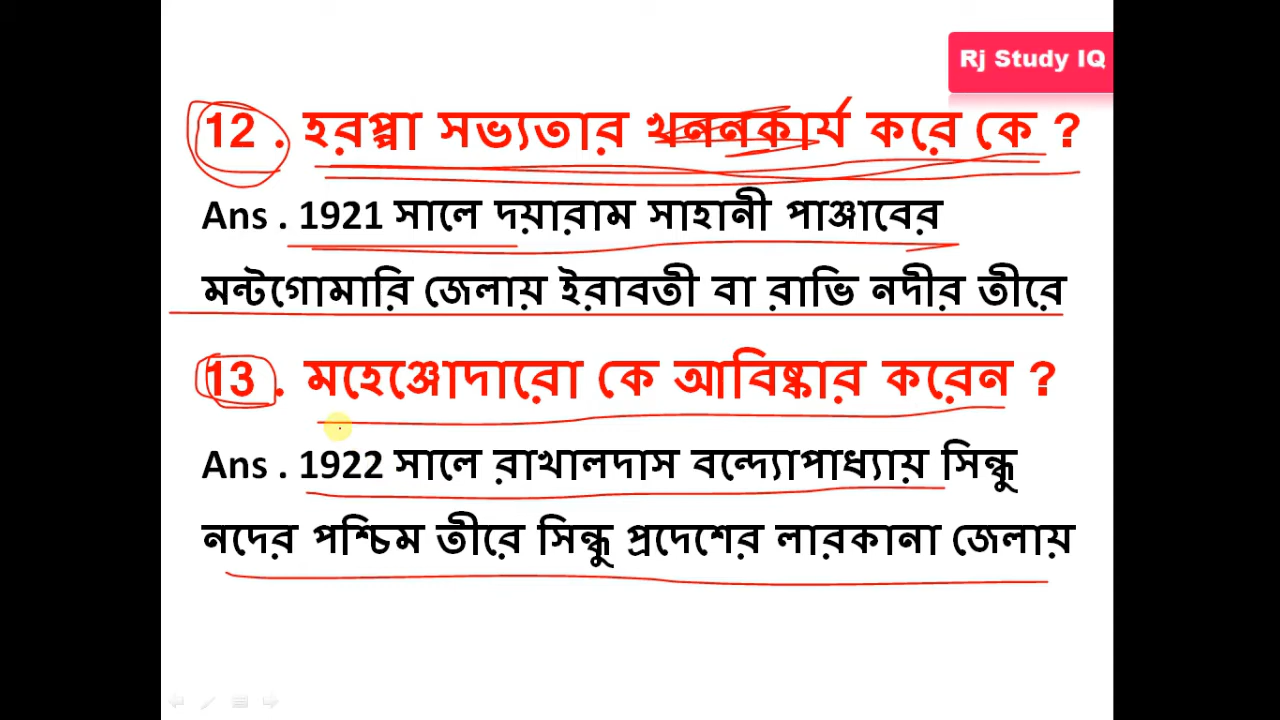 Rj Study IQ
12 . হরপ্পা সভ্যতার খননকার্য করে কে ?
Ans . 1921 সালে দয়ারাম সাহানী পাঞ্জাবের
মন্টগোমারি জেলায় ইরাবতী বা রাভি নদীর তীরে
13 . মহেঞ্জোদারো কে আবিষ্কার করেন ?
Ans . 1922 সালে রাখালদাস বন্দ্যোপাধ্যায় সিন্ধু
নদের পশ্চিম তীরে সিন্ধু প্রদেশের লারকানা জেলায়